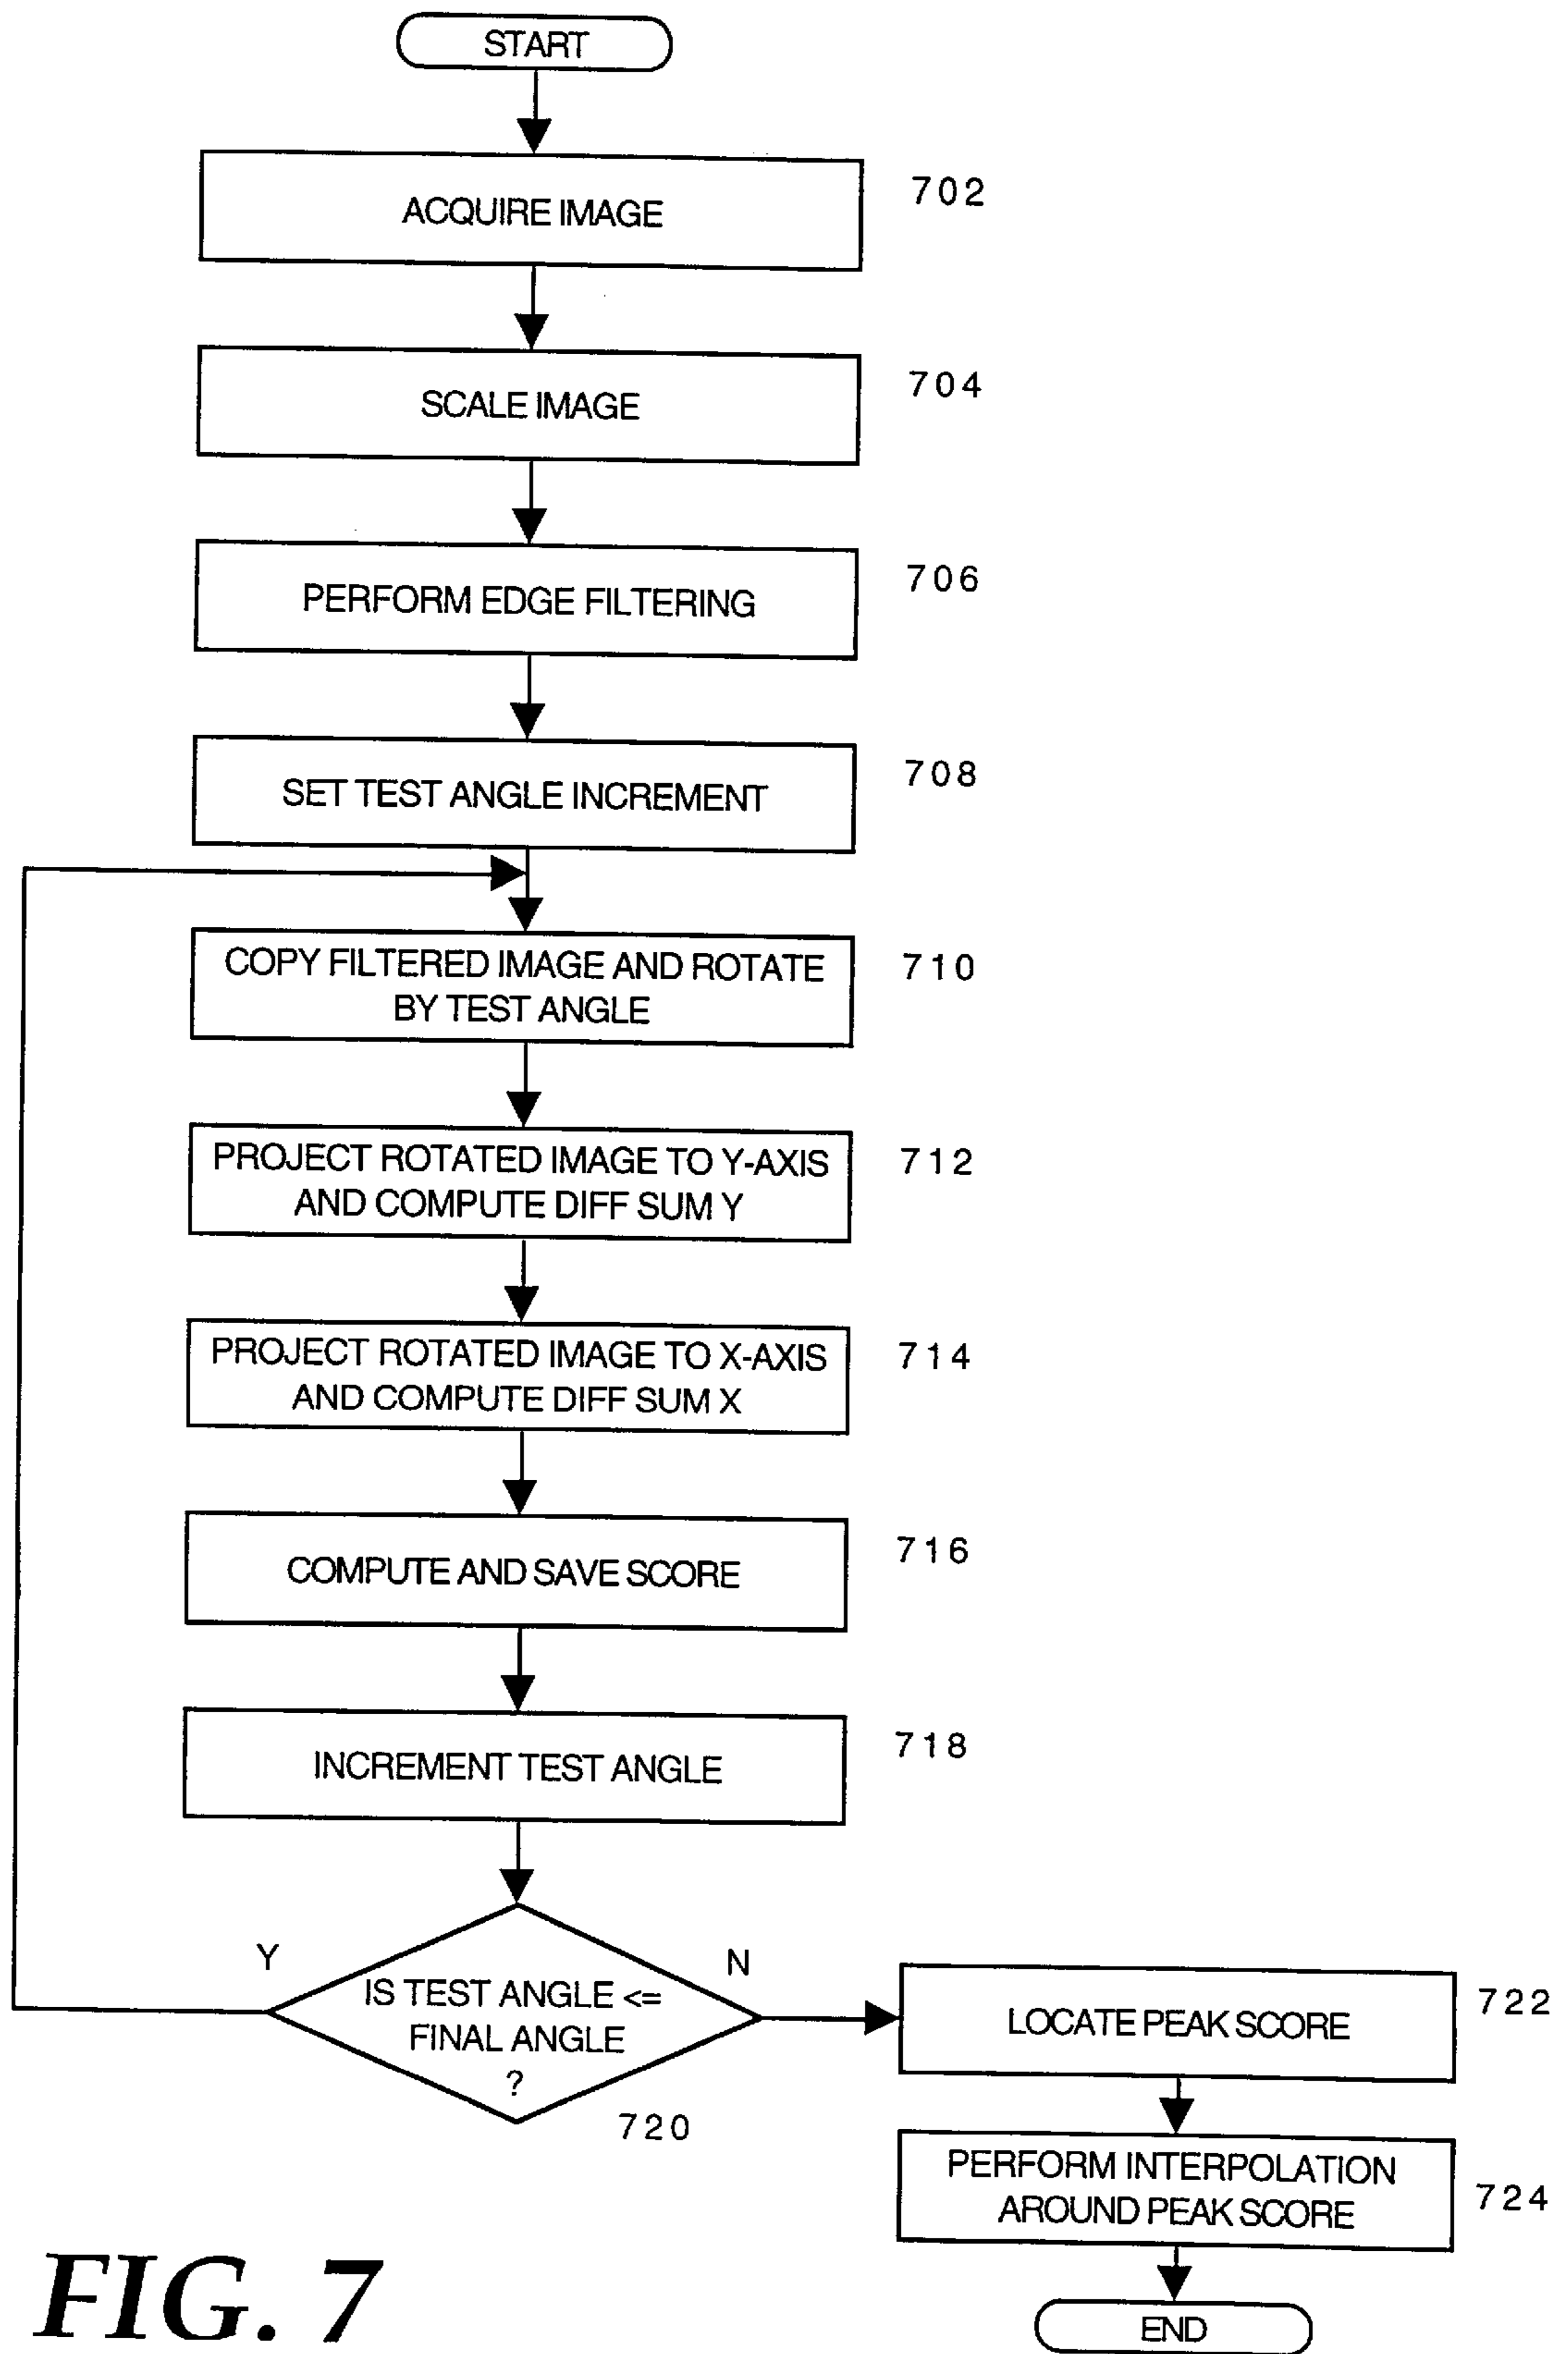 START
ACQUIRE IMAGE
702
SCALE IMAGE
704
PERFORM EDGE FILTERING
706
SET TEST ANGLE INCREMENT
708
COPY FILTERED IMAGE AND ROTATE
BY TEST ANGLE
710
PROJECT ROTATED IMAGE TO Y-AXIS
AND COMPUTE DIFF SUM Y
712
PROJECT ROTATED IMAGE TO X-AXIS
AND COMPUTE DIFF SUM X
714
COMPUTE AND SAVE SCORE
716
INCREMENT TEST ANGLE
718
Y
N
IS TEST ANGLE <=
FINAL ANGLE
?
720
LOCATE PEAK SCORE
722
PERFORM INTERPOLATION
AROUND PEAK SCORE
724
END
FIG. 7